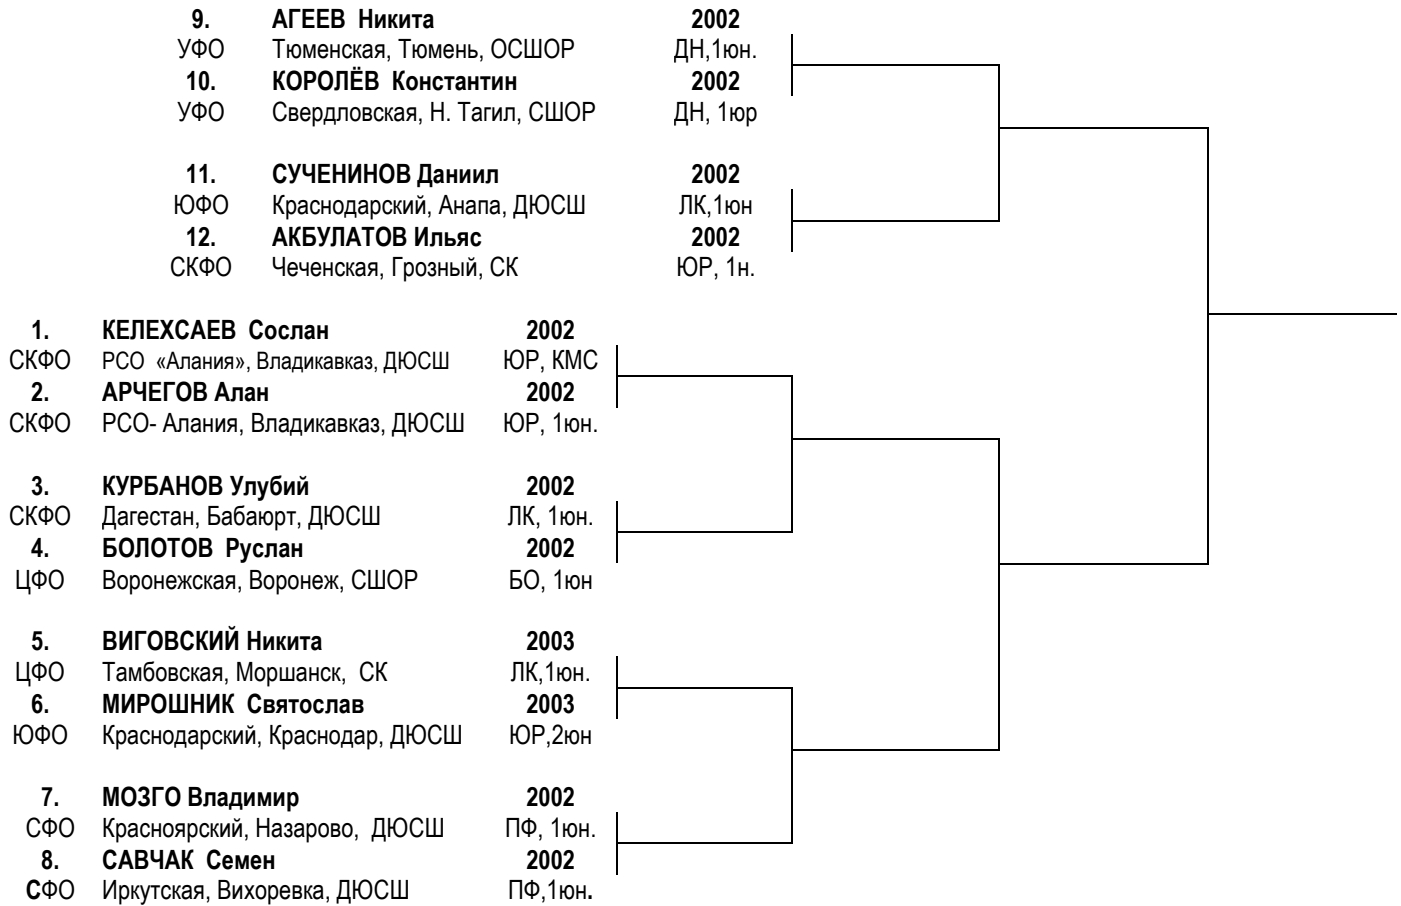 9. АГЕЕВ Никита 2002
УФО Тюменская, Тюмень, ОСШОР ДН,1юн.
10. КОРОЛЁВ Константин 2002
УФО Свердловская, Н. Тагил, СШОР ДН, 1юр
11. СУЧЕНИНОВ Даниил 2002
ЮФО Краснодарский, Анапа, ДЮСШ ЛК,1юн
12. АКБУЛАТОВ Ильяс 2002
СКФО Чеченская, Грозный, СК ЮР, 1н.
1. КЕЛЕХСАЕВ Сослан 2002
СКФО РСО «Алания», Владикавказ, ДЮСШ ЮР, КМС
2. АРЧЕГОВ Алан 2002
СКФО РСО- Алания, Владикавказ, ДЮСШ ЮР, 1юн.
3. КУРБАНОВ Улубий 2002
СКФО Дагестан, Бабаюрт, ДЮСШ ЛК, 1юн.
4. БОЛОТОВ Руслан 2002
ЦФО Воронежская, Воронеж, СШОР БО, 1юн
5. ВИГОВСКИЙ Никита 2003
ЦФО Тамбовская, Моршанск, СК ЛК,1юн.
6. МИРОШНИК Святослав 2003
ЮФО Краснодарский, Краснодар, ДЮСШ ЮР,2юн
7. МОЗГО Владимир 2002
СФО Красноярский, Назарово, ДЮСШ ПФ, 1юн.
8. САВЧАК Семен 2002
СФО Иркутская, Вихоревка, ДЮСШ ПФ,1юн.